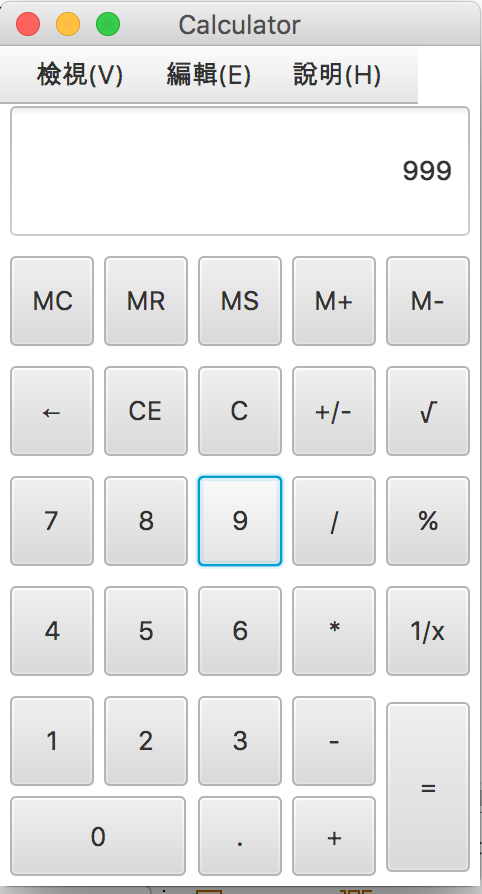 Calculator
檢視(V) 編輯(E) 說明(H)
999
MC MR MS M+ M-
← CE C +/- √
7 8 9 / %
4 5 6 * 1/x
1 2 3 -
=
0 . +